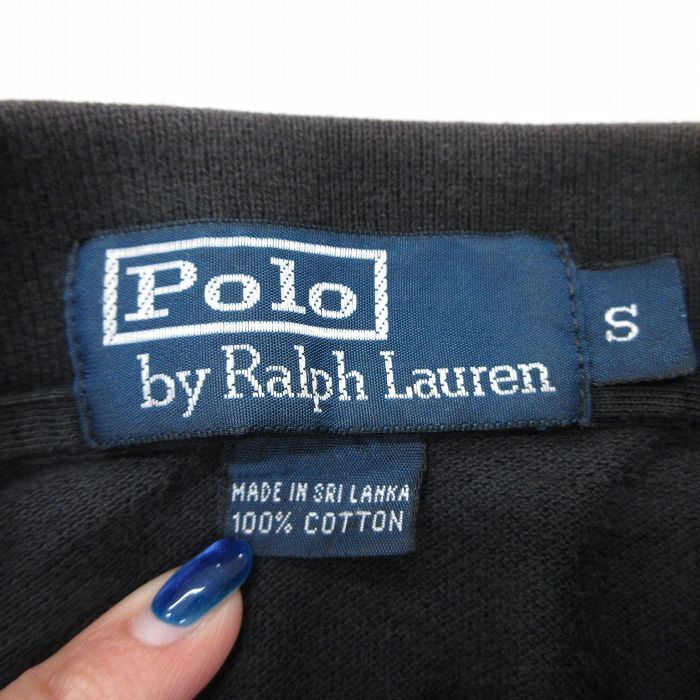 Polo
by Ralph Lauren
S
MADE IN SRI LANKA
100% COTTON